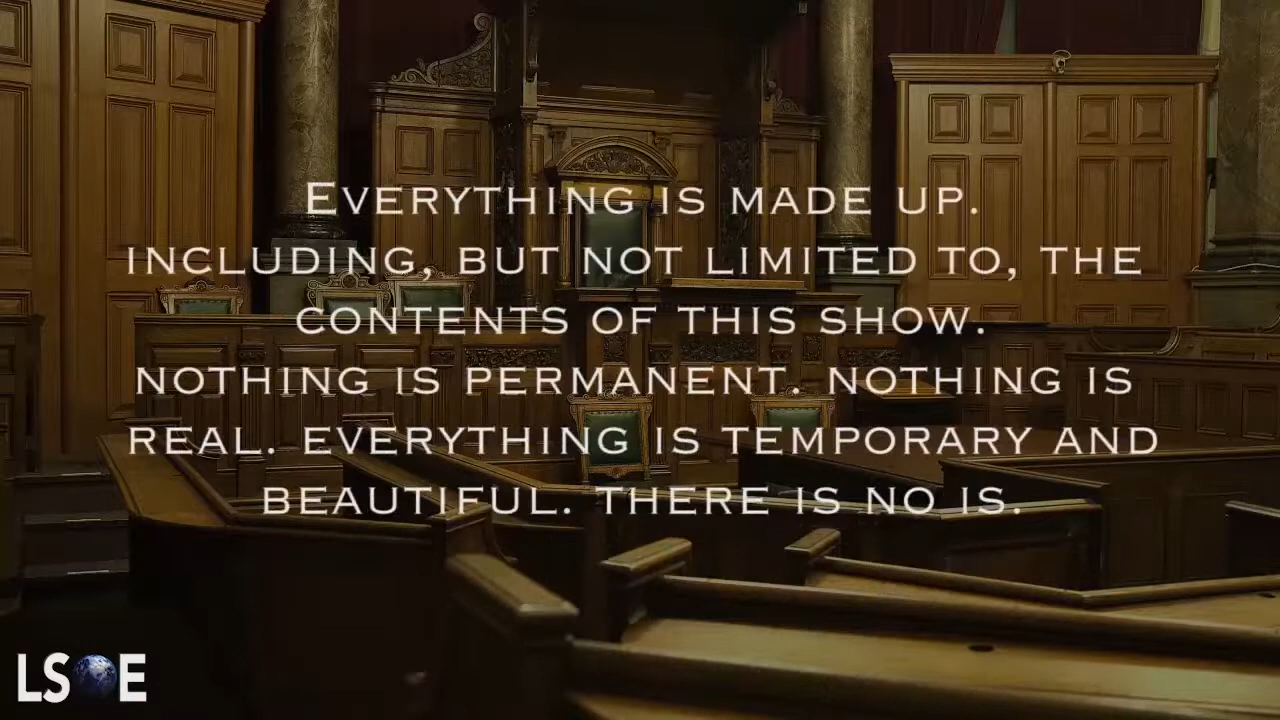 EVERYTHING IS MADE UP.
INCLUDING, BUT NOT LIMITED TO, THE
CONTENTS OF THIS SHOW.
NOTHING IS PERMANENT. NOTHING IS
REAL. EVERYTHING IS TEMPORARY AND
BEAUTIFUL. THERE IS NO IS.
LSOE